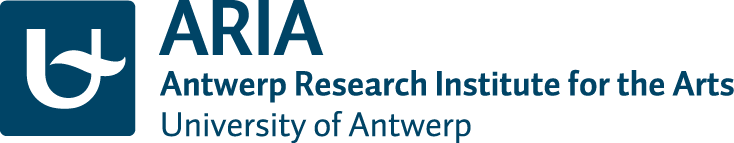 ARIA
Antwerp Research Institute for the Arts
University of Antwerp